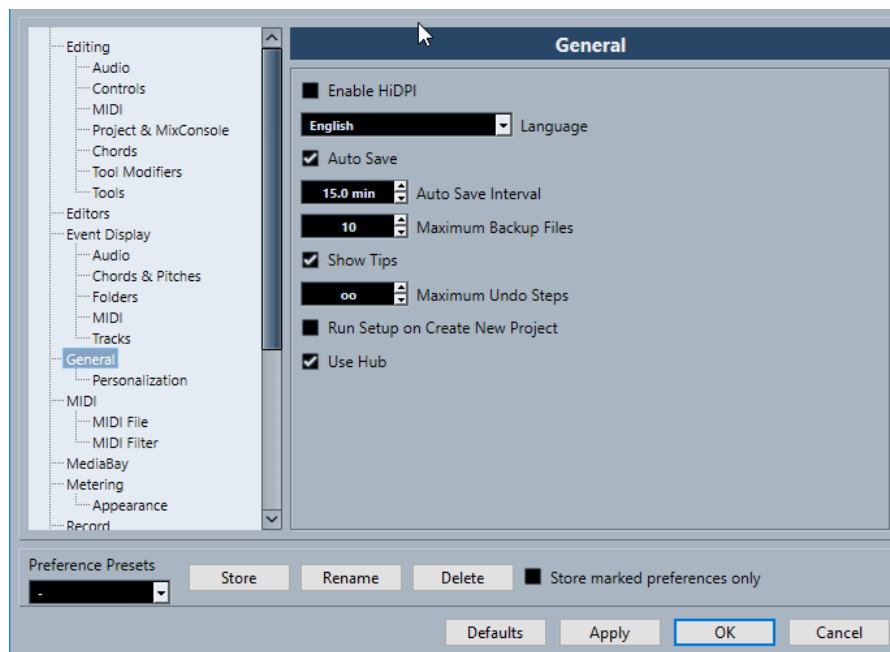 Editing
Audio
Controls
MIDI
Project & MixConsole
Chords
Tool Modifiers
Tools
Editors
Event Display
Audio
Chords & Pitches
Folders
MIDI
Tracks
General
Personalization
MIDI
MIDI File
MIDI Filter
MediaBay
Metering
Appearance
Record
General
Enable HiDPI
English Language
Auto Save
15.0 min Auto Save Interval
10 Maximum Backup Files
Show Tips
oo Maximum Undo Steps
Run Setup on Create New Project
Use Hub
Preference Presets
-
Store Rename Delete Store marked preferences only
Defaults Apply OK Cancel